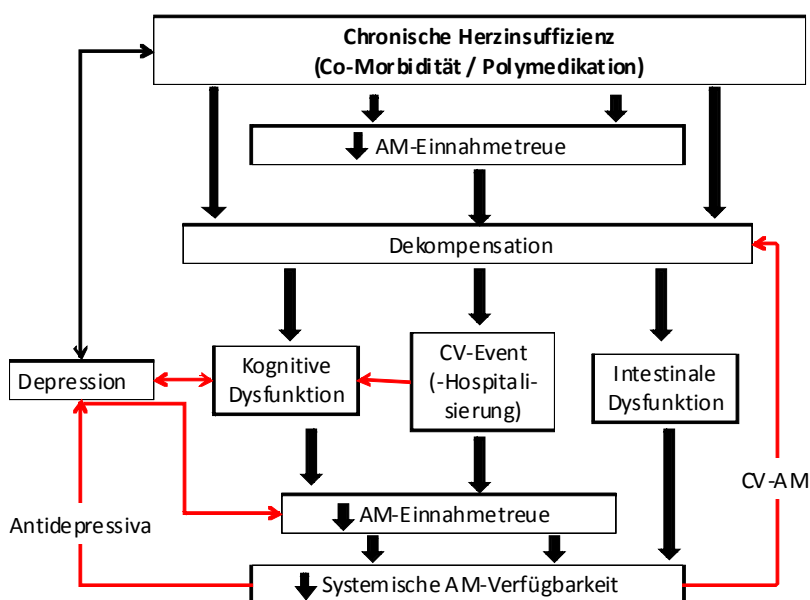 Chronische Herzinsuffizienz
(Co-Morbidität / Polymedikation)
AM-Einnahmetreue
Dekompensation
Depression
Kognitive
Dysfunktion
CV-Event
(-Hospitali-
sierung)
Intestinale
Dysfunktion
CV-AM
Antidepressiva
AM-Einnahmetreue
Systemische AM-Verfügbarkeit